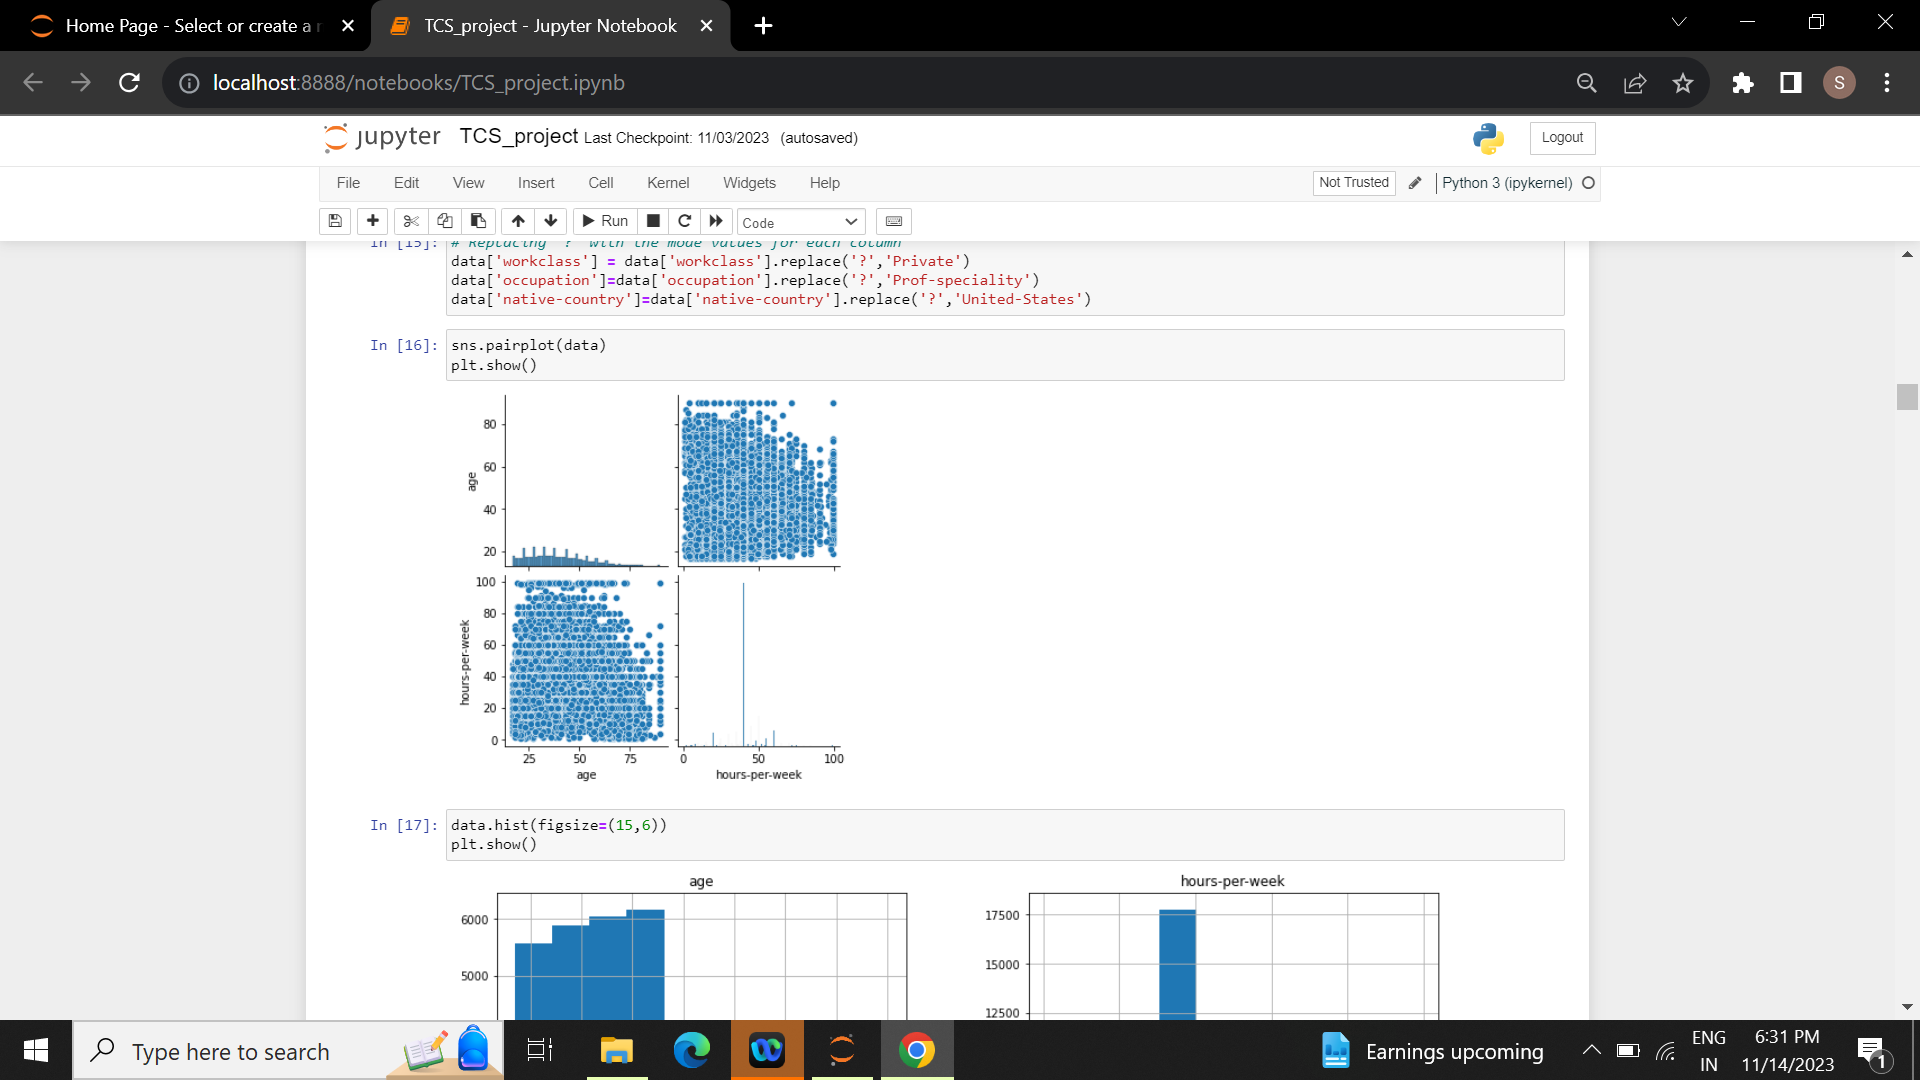 Home Page - Select or create a n
TCS_project - Jupyter Notebook
localhost:8888/notebooks/TCS_project.ipynb
S
jupyter TCS_project Last Checkpoint: 11/03/2023 (autosaved)
Logout
File Edit View Insert Cell Kernel Widgets Help
Not Trusted
Python 3 (ipykernel)
Run
Code
In [15]: # Replacing '?' with the mode values for each column
data['workclass'] = data['workclass'].replace('?','Private')
data['occupation']=data['occupation'].replace('?','Prof-speciality')
data['native-country']=data['native-country'].replace('?','United-States')
In [16]: sns.pairplot(data)
plt.show()
80
60
40
20
age
100
80
60
40
20
0
hours-per-week
25 50 75
age
0 50 100
hours-per-week
In [17]: data.hist(figsize=(15,6))
plt.show()
age
6000
5000
hours-per-week
17500
15000
12500
Type here to search
Earnings upcoming
ENG
IN
6:31 PM
11/14/2023
1